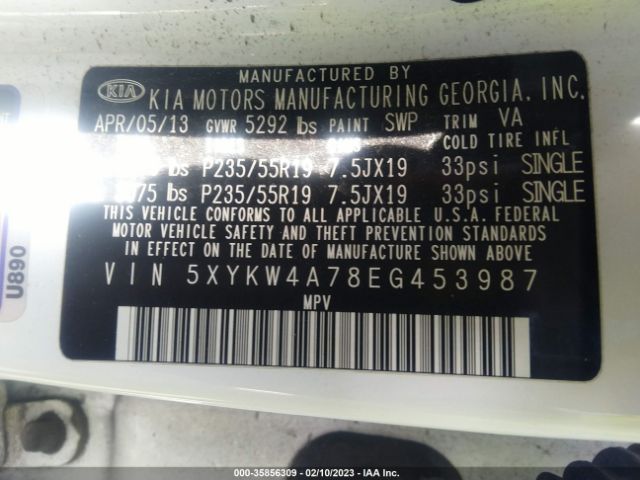 MANUFACTURED BY
KIA KIA MOTORS MANUFACTURING GEORGIA, INC.
APR/05/13 GVWR 5292 lbs PAINT SWP TRIM VA
COLD TIRE INFL
lbs P235/55R19 7.5JX19 33psi SINGLE
lbs P235/55R19 7.5JX19 33psi SINGLE
THIS VEHICLE CONFORMS TO ALL APPLICABLE U.S.A. FEDERAL
MOTOR VEHICLE SAFETY AND THEFT PREVENTION STANDARDS
IN EFFECT ON THE DATE OF MANUFACTURE SHOWN ABOVE.
VIN 5XYKW4A78EG453987
MPV
U890
000-35856309 - 02/10/2023 - IAA Inc.